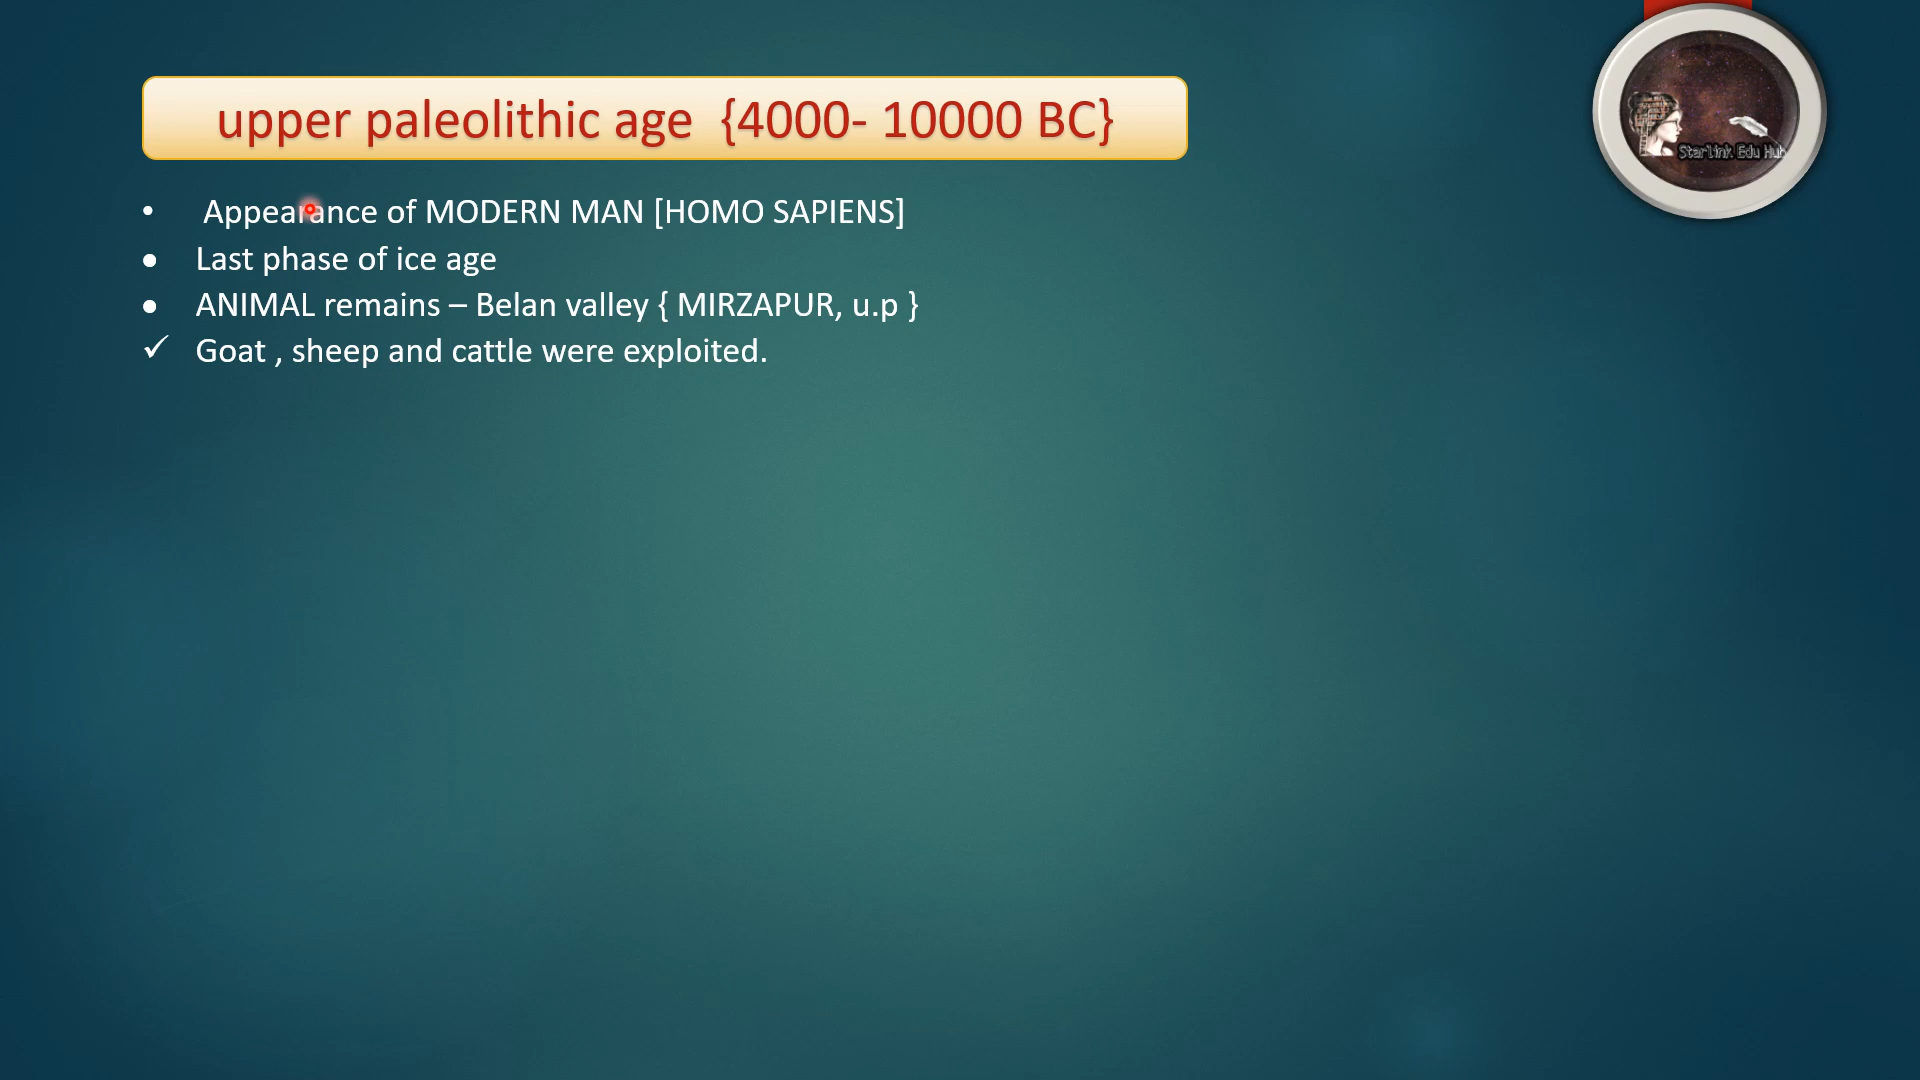 upper paleolithic age {4000- 10000 BC}
Starlink Edu Hub
• Appearance of MODERN MAN [HOMO SAPIENS]
• Last phase of ice age
• ANIMAL remains – Belan valley { MIRZAPUR, u.p }
✓ Goat , sheep and cattle were exploited.